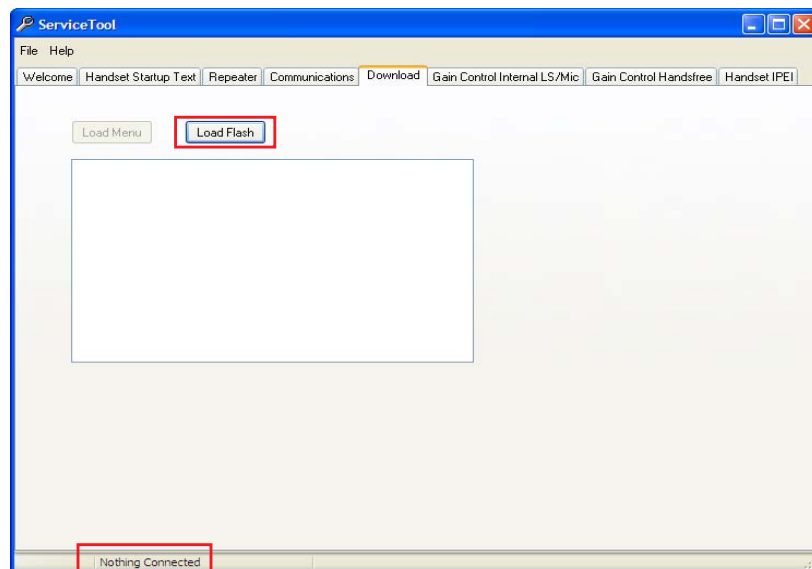 ServiceTool
File Help
Welcome Handset Startup Text Repeater Communications Download Gain Control Internal LS/Mic Gain Control Handsfree Handset IPEI
Load Menu Load Flash
Nothing Connected